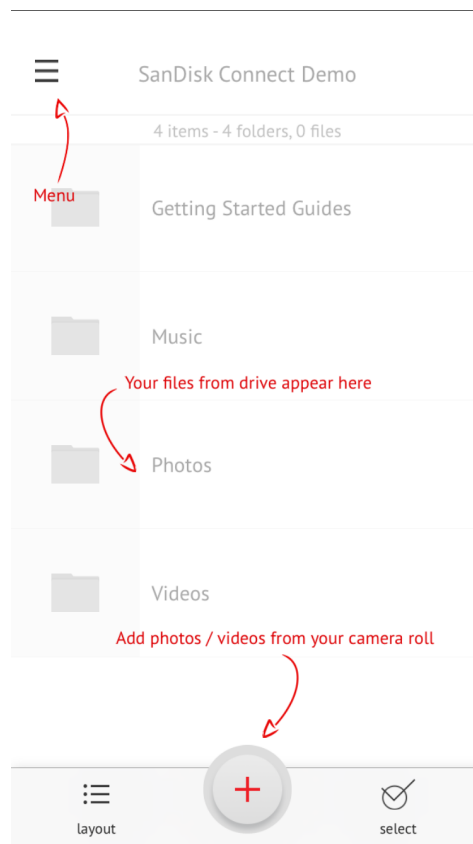 SanDisk Connect Demo
4 items - 4 folders, 0 files
Menu
Getting Started Guides
Music
Your files from drive appear here
Photos
Videos
Add photos / videos from your camera roll
layout
select